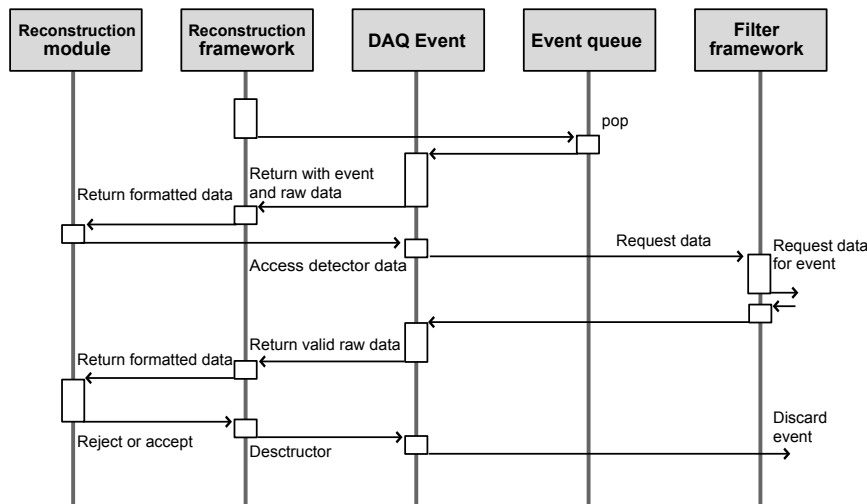 Reconstruction
module
Reconstruction
framework
DAQ Event
Event queue
Filter
framework
pop
Return with event
and raw data
Return formatted data
Request data
Request data
for event
Access detector data
Return valid raw data
Return formatted data
Reject or accept
Desctructor
Discard
event